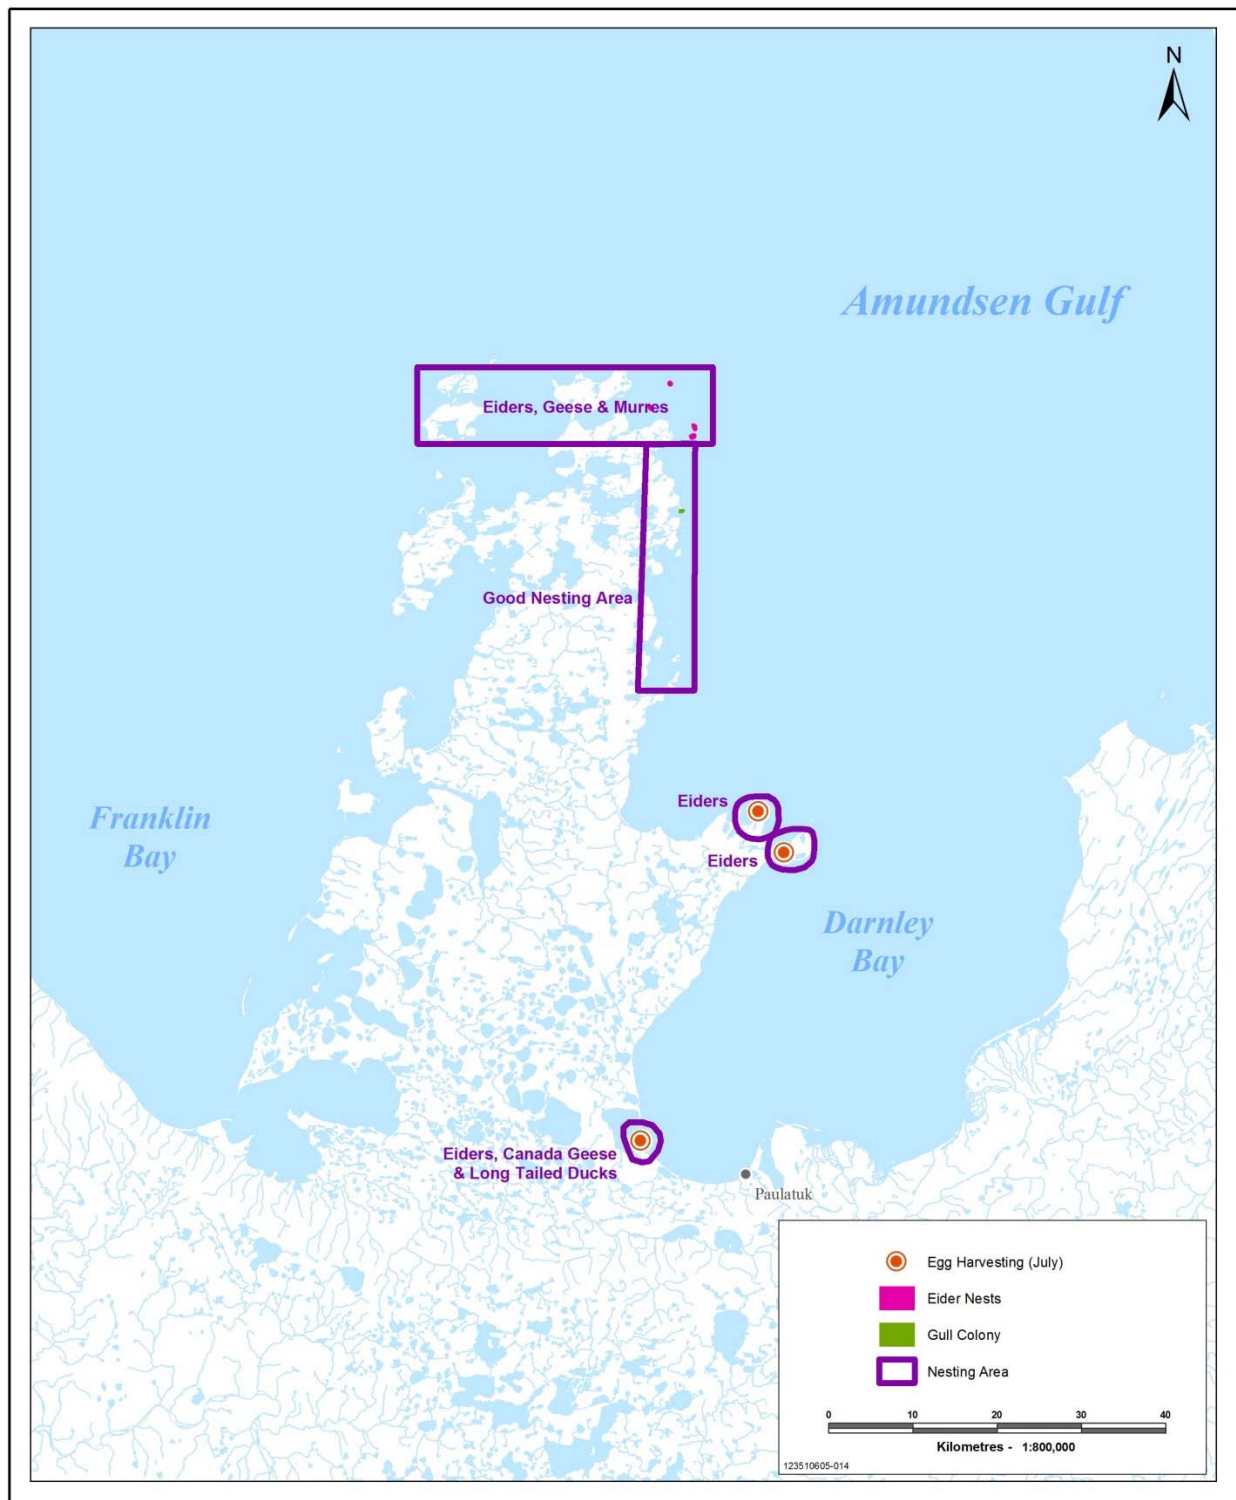 N
Amundsen Gulf
Eiders, Geese & Murres
Good Nesting Area
Eiders
Franklin
Bay
Eiders
Darnley
Bay
Eiders, Canada Geese
& Long Tailed Ducks
Paulatuk
Egg Harvesting (July)
Eider Nests
Gull Colony
Nesting Area
0 10 20 30 40
Kilometres - 1:800,000
123510605-014